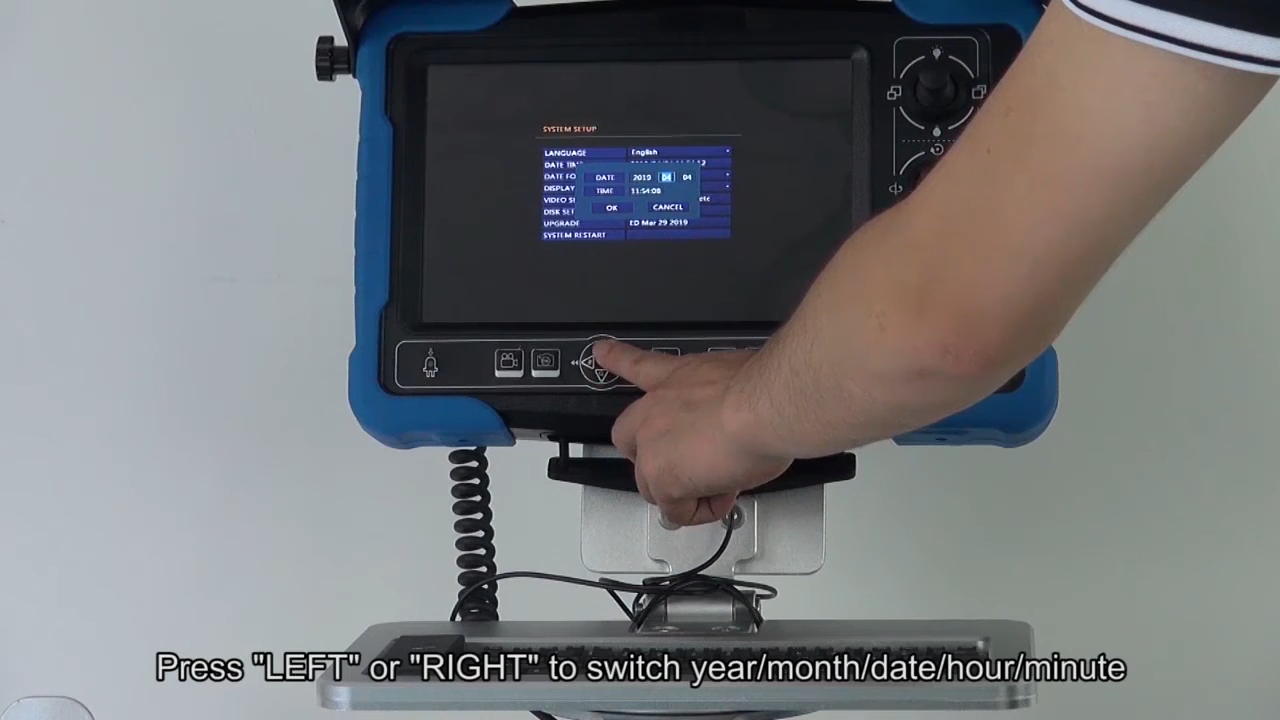 SYSTEM SETUP
LANGUAGE English
DATE TIM
DATE FO
DISPLAY
VIDEO S
DISK SET
UPGRADE ED Mar 29 2019
SYSTEM RESTART
DATE 2019 04 04
TIME 11:54:08
OK CANCEL
Press "LEFT" or "RIGHT" to switch year/month/date/hour/minute